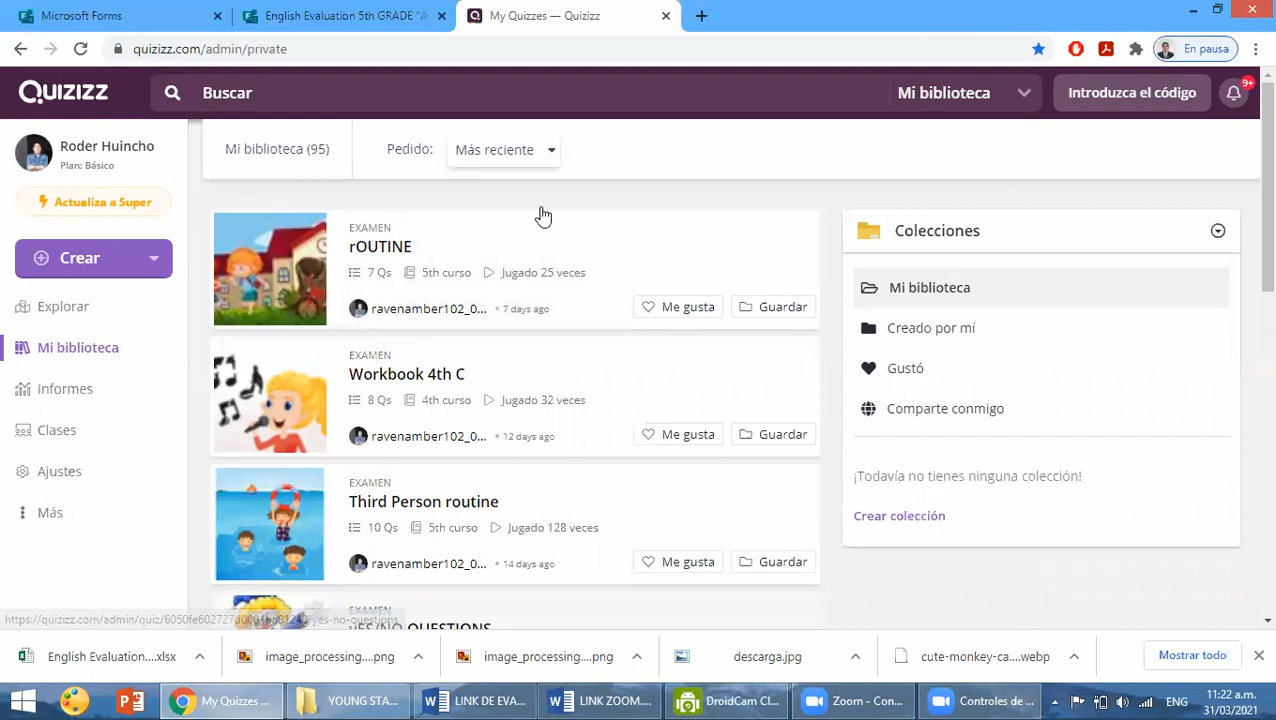 Microsoft Forms
English Evaluation 5th GRADE "A
My Quizzes — Quizizz
quizizz.com/admin/private
En pausa
QUIZIZZ
Buscar
Mi biblioteca
Introduzca el código
9+
Roder Huincho
Plan: Básico
Actualiza a Super
Crear
Explorar
Mi biblioteca
Informes
Clases
Ajustes
Más
Mi biblioteca (95)
Pedido:
Más reciente
EXAMEN
rOUTINE
7 Qs
5th curso
Jugado 25 veces
ravenamber102_0...
• 7 days ago
Me gusta
Guardar
EXAMEN
Workbook 4th C
8 Qs
4th curso
Jugado 32 veces
ravenamber102_0...
• 12 days ago
Me gusta
Guardar
EXAMEN
Third Person routine
10 Qs
5th curso
Jugado 128 veces
ravenamber102_0...
• 14 days ago
Me gusta
Guardar
EXAMEN
YES/NO QUESTIONS
Colecciones
Mi biblioteca
Creado por mí
Gustó
Comparte conmigo
¡Todavía no tienes ninguna colección!
Crear colección
English Evaluation....xlsx
image_processing....png
image_processing....png
descarga.jpg
cute-monkey-ca....webp
Mostrar todo
My Quizzes ...
YOUNG STA...
LINK DE EVA...
LINK ZOOM...
DroidCam Cl...
Zoom - Con...
Controles de ...
ENG
11:22 a.m.
31/03/2021